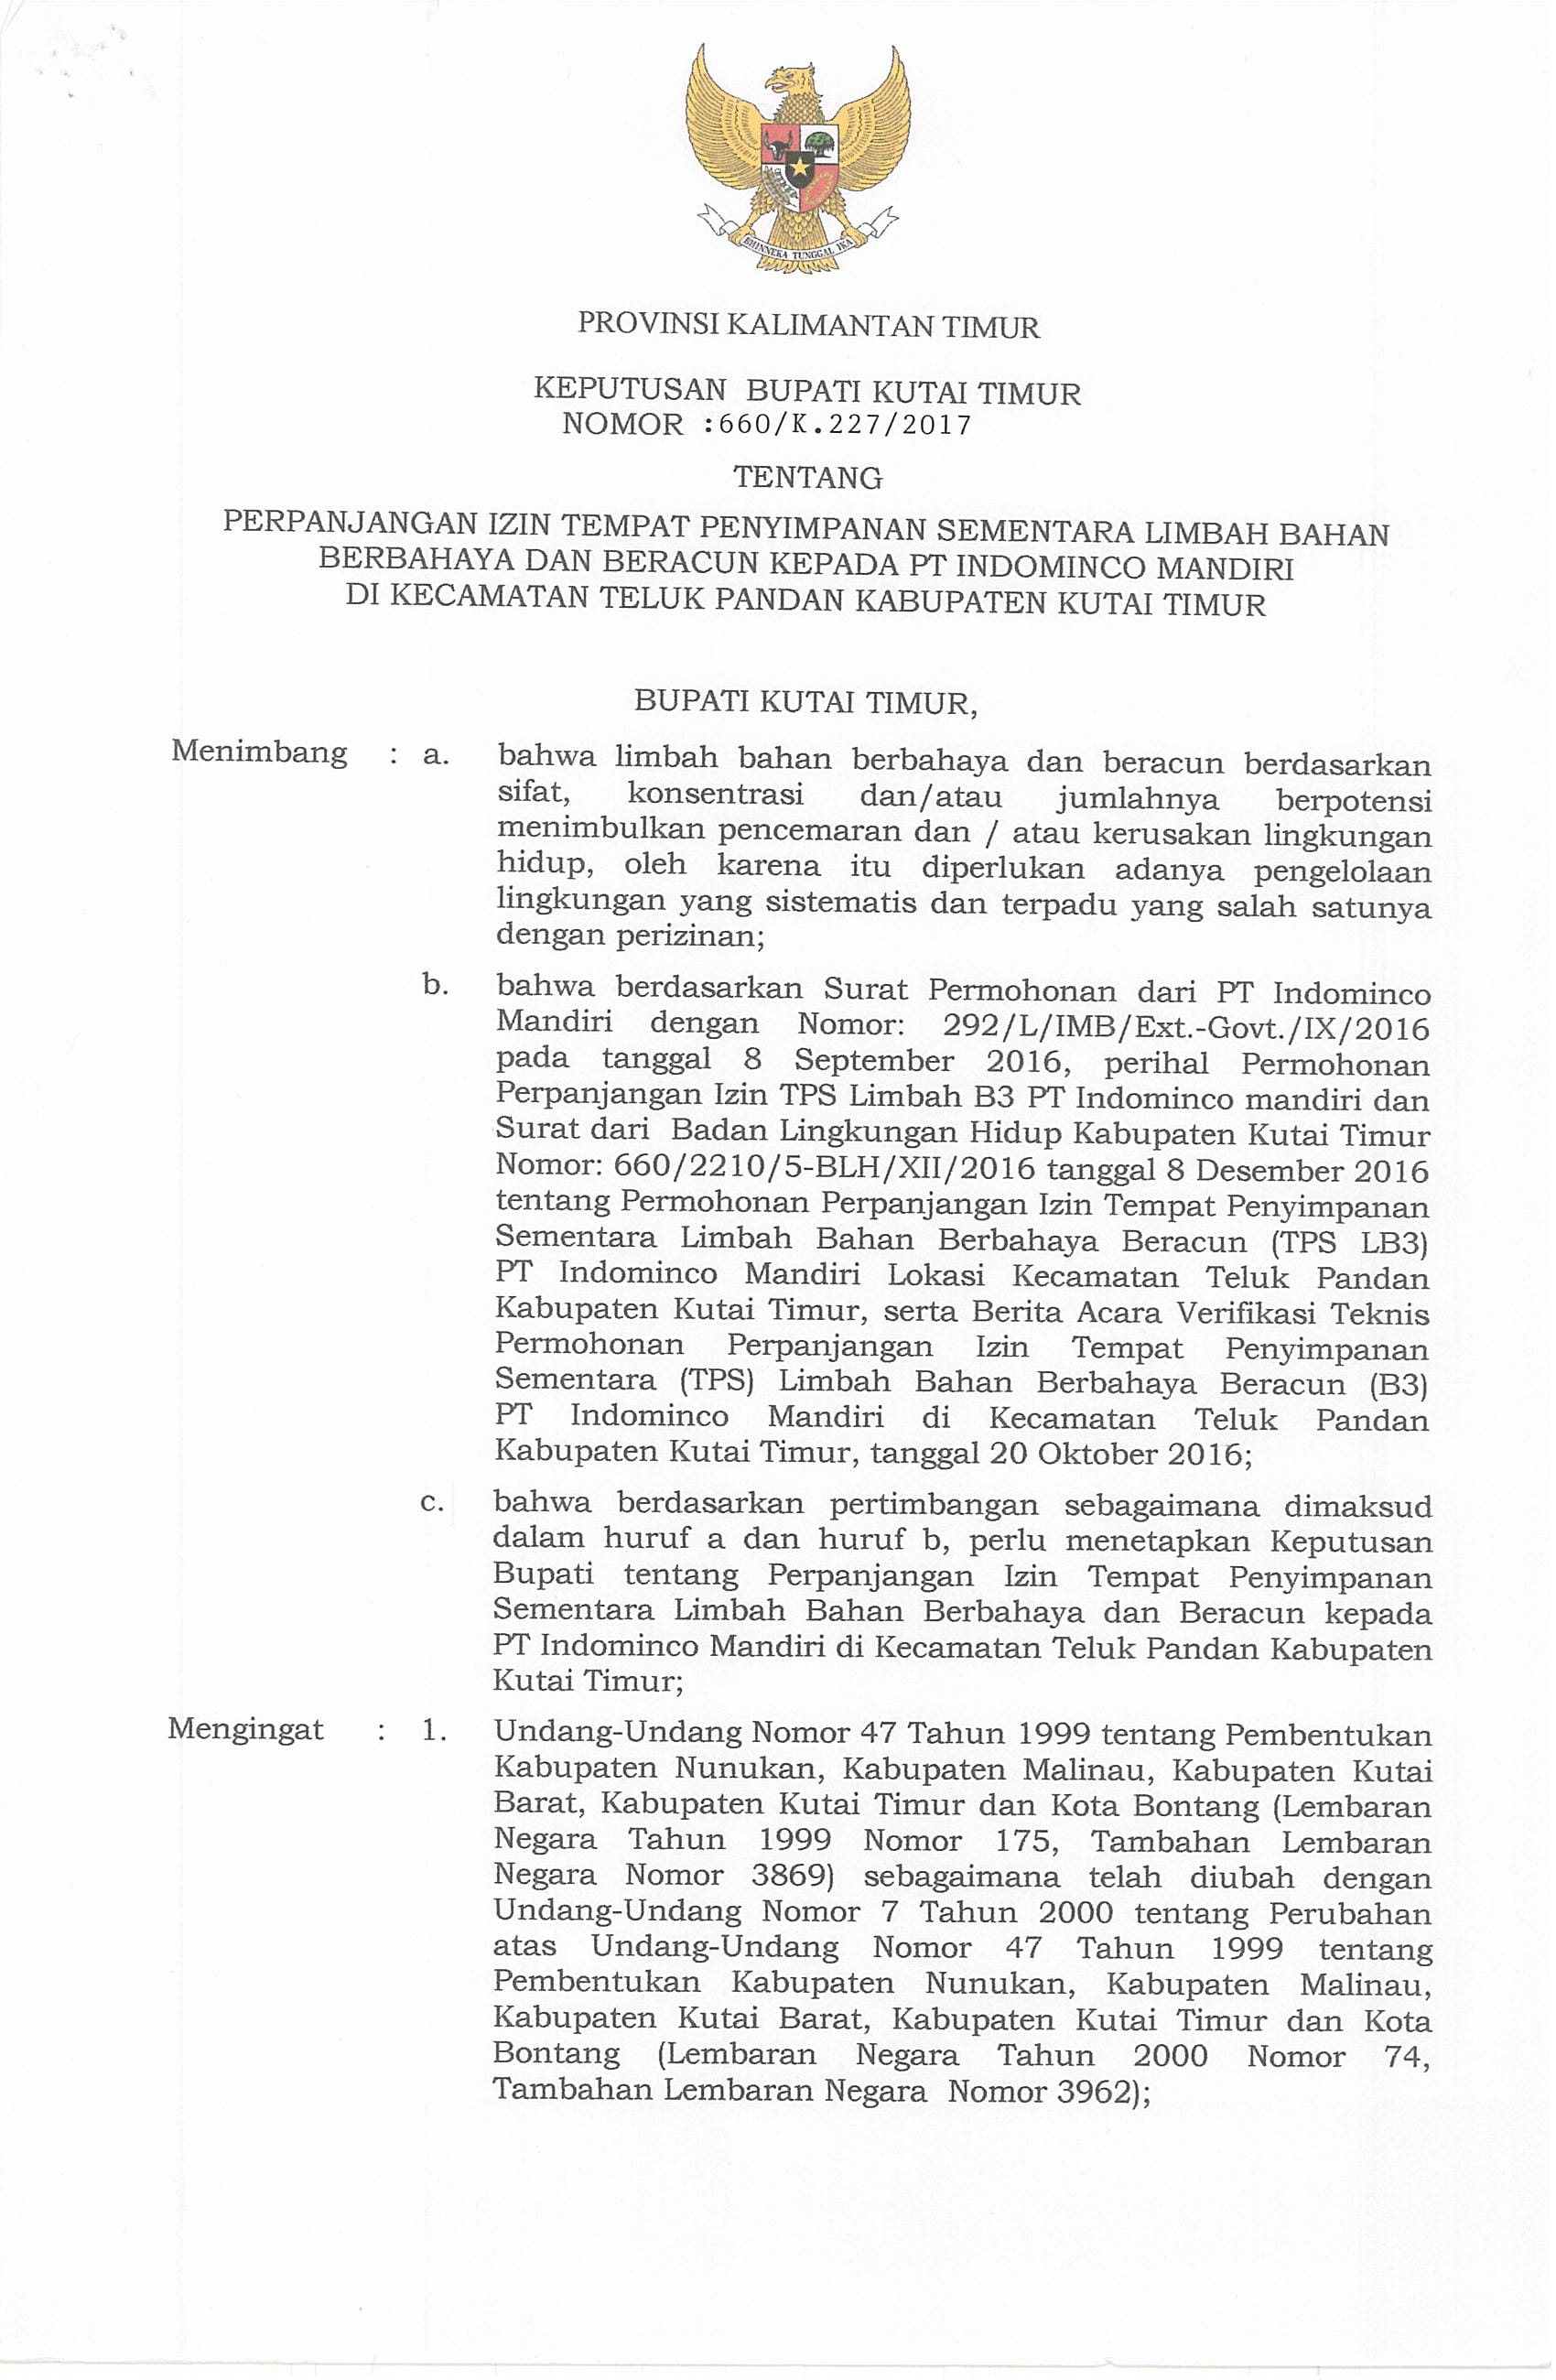 BHINNEKA TUNGGAL IKA
PROVINSI KALIMANTAN TIMUR
KEPUTUSAN BUPATI KUTAI TIMUR
NOMOR :660/K.227/2017
TENTANG
PERPANJANGAN IZIN TEMPAT PENYIMPANAN SEMENTARA LIMBAH BAHAN
BERBAHAYA DAN BERACUN KEPADA PT INDOMINCO MANDIRI
DI KECAMATAN TELUK PANDAN KABUPATEN KUTAI TIMUR
BUPATI KUTAI TIMUR,
Menimbang : a. bahwa limbah bahan berbahaya dan beracun berdasarkan
sifat, konsentrasi dan/atau jumlahnya berpotensi
menimbulkan pencemaran dan / atau kerusakan lingkungan
hidup, oleh karena itu diperlukan adanya pengelolaan
lingkungan yang sistematis dan terpadu yang salah satunya
dengan perizinan;
b. bahwa berdasarkan Surat Permohonan dari PT Indominco
Mandiri dengan Nomor: 292/L/IMB/Ext.-Govt./IX/2016
pada tanggal 8 September 2016, perihal Permohonan
Perpanjangan Izin TPS Limbah B3 PT Indominco mandiri dan
Surat dari Badan Lingkungan Hidup Kabupaten Kutai Timur
Nomor: 660/2210/5-BLH/XII/2016 tanggal 8 Desember 2016
tentang Permohonan Perpanjangan Izin Tempat Penyimpanan
Sementara Limbah Bahan Berbahaya Beracun (TPS LB3)
PT Indominco Mandiri Lokasi Kecamatan Teluk Pandan
Kabupaten Kutai Timur, serta Berita Acara Verifikasi Teknis
Permohonan Perpanjangan Izin Tempat Penyimpanan
Sementara (TPS) Limbah Bahan Berbahaya Beracun (B3)
PT Indominco Mandiri di Kecamatan Teluk Pandan
Kabupaten Kutai Timur, tanggal 20 Oktober 2016;
c. bahwa berdasarkan pertimbangan sebagaimana dimaksud
dalam huruf a dan huruf b, perlu menetapkan Keputusan
Bupati tentang Perpanjangan Izin Tempat Penyimpanan
Sementara Limbah Bahan Berbahaya dan Beracun kepada
PT Indominco Mandiri di Kecamatan Teluk Pandan Kabupaten
Kutai Timur;
Mengingat : 1. Undang-Undang Nomor 47 Tahun 1999 tentang Pembentukan
Kabupaten Nunukan, Kabupaten Malinau, Kabupaten Kutai
Barat, Kabupaten Kutai Timur dan Kota Bontang (Lembaran
Negara Tahun 1999 Nomor 175, Tambahan Lembaran
Negara Nomor 3869) sebagaimana telah diubah dengan
Undang-Undang Nomor 7 Tahun 2000 tentang Perubahan
atas Undang-Undang Nomor 47 Tahun 1999 tentang
Pembentukan Kabupaten Nunukan, Kabupaten Malinau,
Kabupaten Kutai Barat, Kabupaten Kutai Timur dan Kota
Bontang (Lembaran Negara Tahun 2000 Nomor 74,
Tambahan Lembaran Negara Nomor 3962);